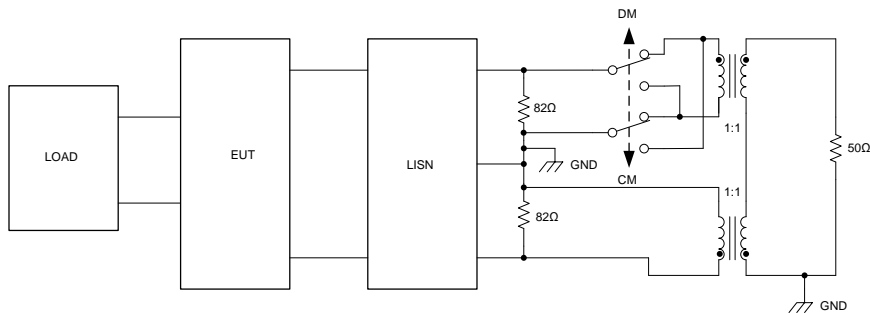 DM
LOAD
EUT
LISN
82Ω
GND
CM
1:1
1:1
50Ω
82Ω
GND